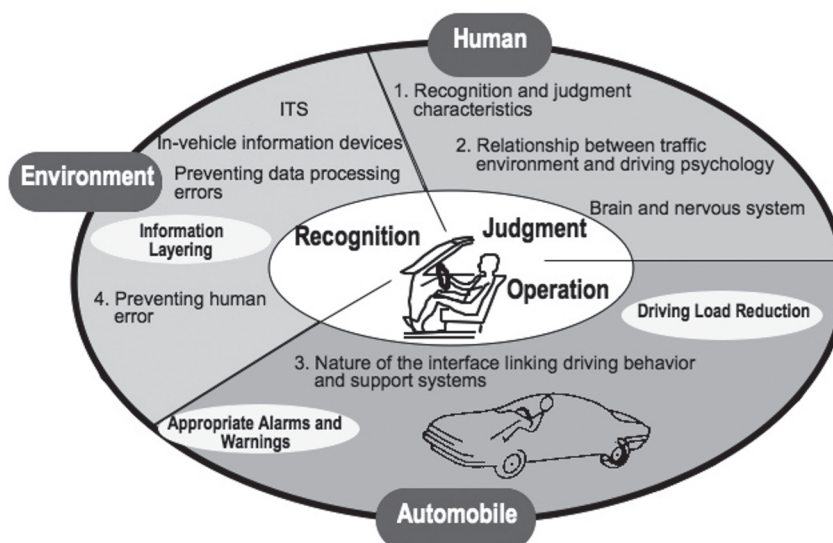 Human
1. Recognition and judgment
characteristics
2. Relationship between traffic
environment and driving psychology
Brain and nervous system
ITS
In-vehicle information devices
Environment
Preventing data processing
errors
Information
Layering
4. Preventing human
error
Recognition
Judgment
Operation
Driving Load Reduction
3. Nature of the interface linking driving behavior
and support systems
Appropriate Alarms and
Warnings
Automobile